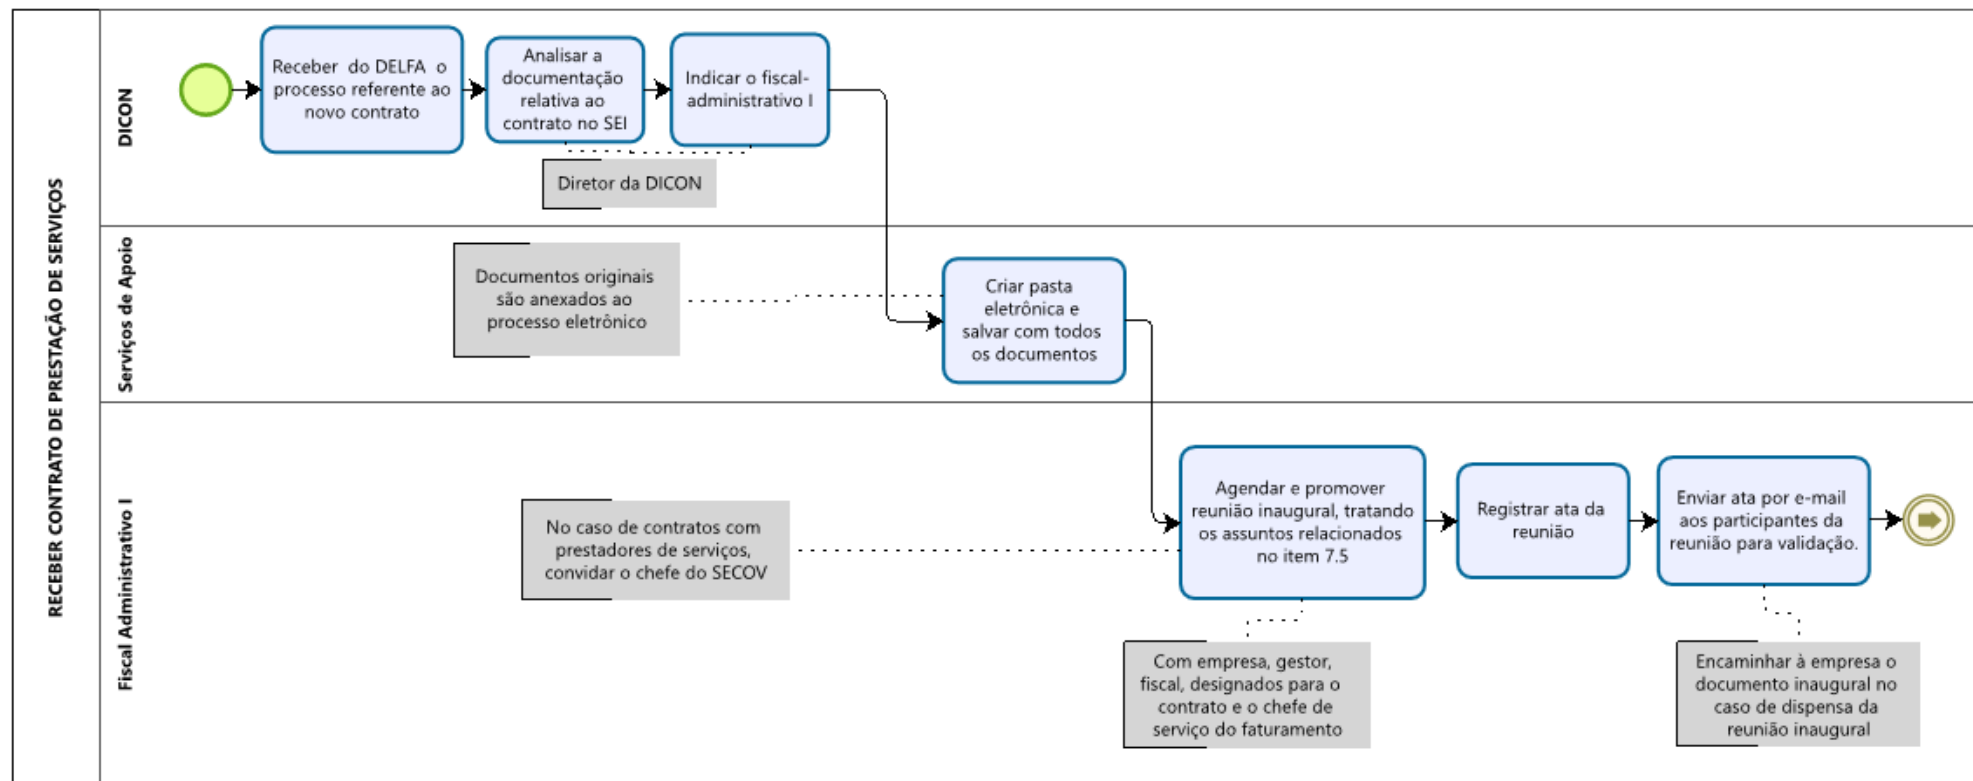 RECEBER CONTRATO DE PRESTAÇÃO DE SERVIÇOS
DICON
Receber do DELFA o
processo referente ao
novo contrato
Analisar a
documentação
relativa ao
contrato no SEI
Indicar o fiscal-
administrativo I
Diretor da DICON
Serviços de Apoio
Documentos originais
são anexados ao
processo eletrônico
Criar pasta
eletrônica e
salvar com todos
os documentos
Fiscal Administrativo I
No caso de contratos com
prestadores de serviços,
convidar o chefe do SECOV
Agendar e promover
reunião inaugural, tratando
os assuntos relacionados
no item 7.5
Registrar ata da
reunião
Enviar ata por e-mail
aos participantes da
reunião para validação.
Com empresa, gestor,
fiscal, designados para o
contrato e o chefe de
serviço do faturamento
Encaminhar à empresa o
documento inaugural no
caso de dispensa da
reunião inaugural